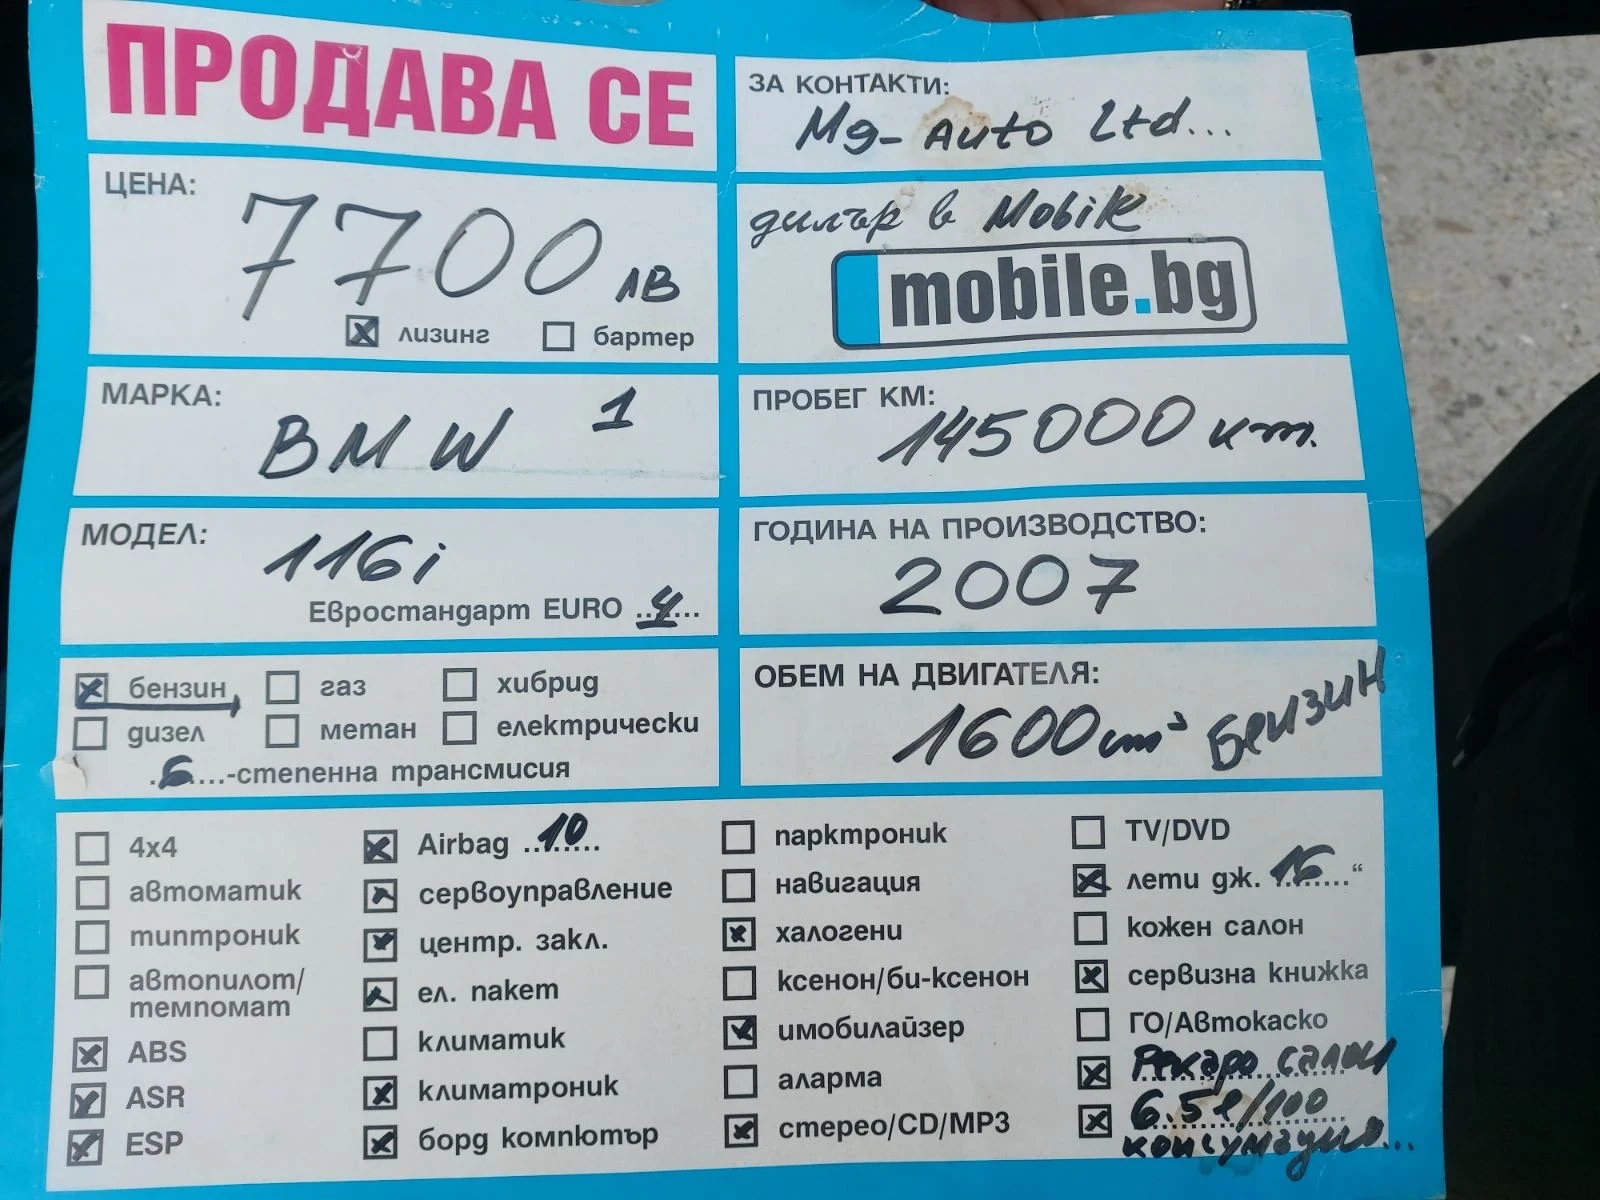 ПРОДАВА СЕ
ЗА КОНТАКТИ:
Mg-Auto Ltd...
ЦЕНА:
7700 лв
☒ лизинг ☐ бартер
дилър в Mobik
mobile.bg
МАРКА:
BMW 1
ПРОБЕГ КМ:
145000 km.
МОДЕЛ:
116i
Евростандарт EURO ..4....
ГОДИНА НА ПРОИЗВОДСТВО:
2007
☒ бензин ☐ газ ☐ хибрид
☐ дизел ☐ метан ☐ електрически
.6....-степенна трансмисия
ОБЕМ НА ДВИГАТЕЛЯ:
1600cm³ Бензин
☐ 4x4
☐ автоматик
☐ типтроник
☐ автопилот/
темпомат
☒ ABS
☒ ASR
☒ ESP
☒ Airbag ..10.....
☒ сервоуправление
☒ центр. закл.
☒ ел. пакет
☐ климатик
☒ климатроник
☒ борд компютър
☐ парктроник
☐ навигация
☒ халогени
☐ ксенон/би-ксенон
☒ имобилайзер
☐ аларма
☒ стерео/CD/MP3
☐ TV/DVD
☒ лети дж. .16.....“
☐ кожен салон
☒ сервизна книжка
☐ ГО/Автокаско
☒ Рекаро салон
☒ 6.5 l/100
консумация...